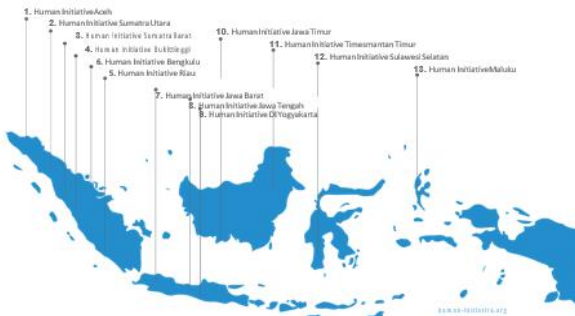 1. Human Initiative Aceh
2. Human Initiative Sumatra Utara
3. Human Initiative Sumatra Barat
4. Human Initiative Bukittinggi
6. Human Initiative Bengkulu
5. Human Initiative Riau
7. Human Initiative Jawa Barat
8. Human Initiative Jawa Tengah
9. Human Initiative DI Yogyakarta
10. Human Initiative Jawa Timur
11. Human Initiative Timesmantan Timur
12. Human Initiative Sulawesi Selatan
13. Human Initiative Maluku